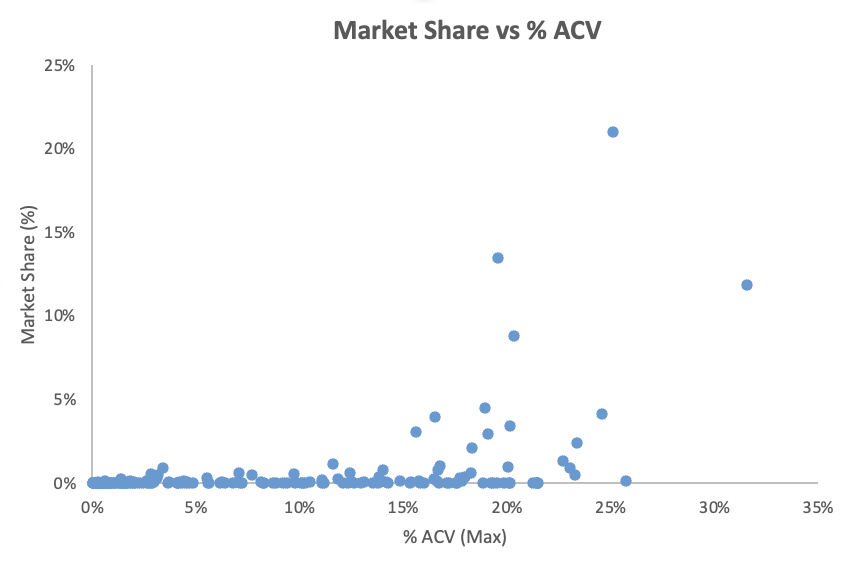 Market Share vs % ACV
25%
20%
15%
10%
5%
0%
Market Share (%)
0% 5% 10% 15% 20% 25% 30% 35%
% ACV (Max)